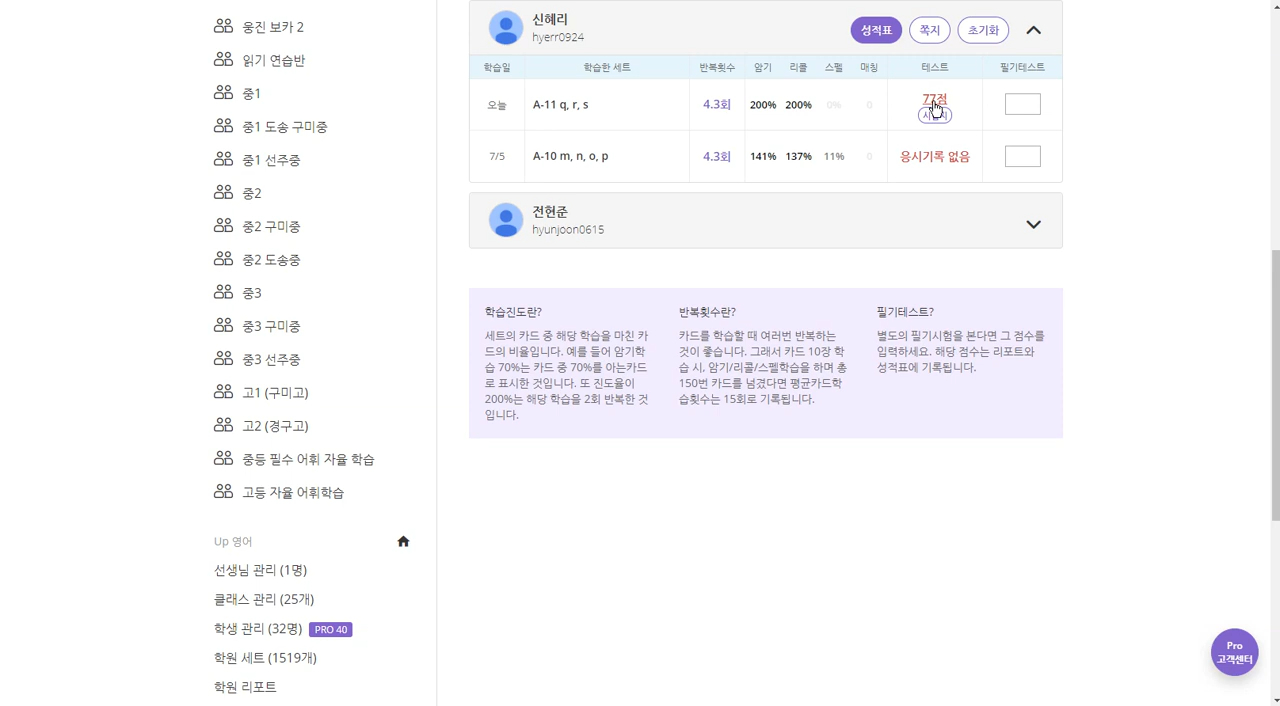 웅진 보카 2
읽기 연습반
중1
중1 도송 구미중
중1 선주중
중2
중2 구미중
중2 도송중
중3
중3 구미중
중3 선주중
고1 (구미고)
고2 (경구고)
중등 필수 어휘 자율 학습
고등 자율 어휘학습
Up 영어
선생님 관리 (1명)
클래스 관리 (25개)
학생 관리 (32명) PRO 40
학원 세트 (1519개)
학원 리포트
신혜리
hyerr0924
성적표 쪽지 초기화
학습일 학습한 세트 반복횟수 암기 리콜 스펠 매칭 테스트 필기테스트
오늘 A-11 q, r, s 4.3회 200% 200% 0% 0 77점
7/5 A-10 m, n, o, p 4.3회 141% 137% 11% 0 응시기록 없음
전현준
hyunjoon0615
학습진도란?
세트의 카드 중 해당 학습을 마친 카
드의 비율입니다. 예를 들어 암기학
습 70%는 카드 중 70%를 아는카드
로 표시한 것입니다. 또 진도율이
200%는 해당 학습을 2회 반복한 것
입니다.
반복횟수란?
카드를 학습할 때 여러번 반복하는
것이 좋습니다. 그래서 카드 10장 학
습 시, 암기/리콜/스펠학습을 하며 총
150번 카드를 넘겼다면 평균카드학
습횟수는 15회로 기록됩니다.
필기테스트?
별도의 필기시험을 본다면 그 점수를
입력하세요. 해당 점수는 리포트와
성적표에 기록됩니다.
Pro
고객센터